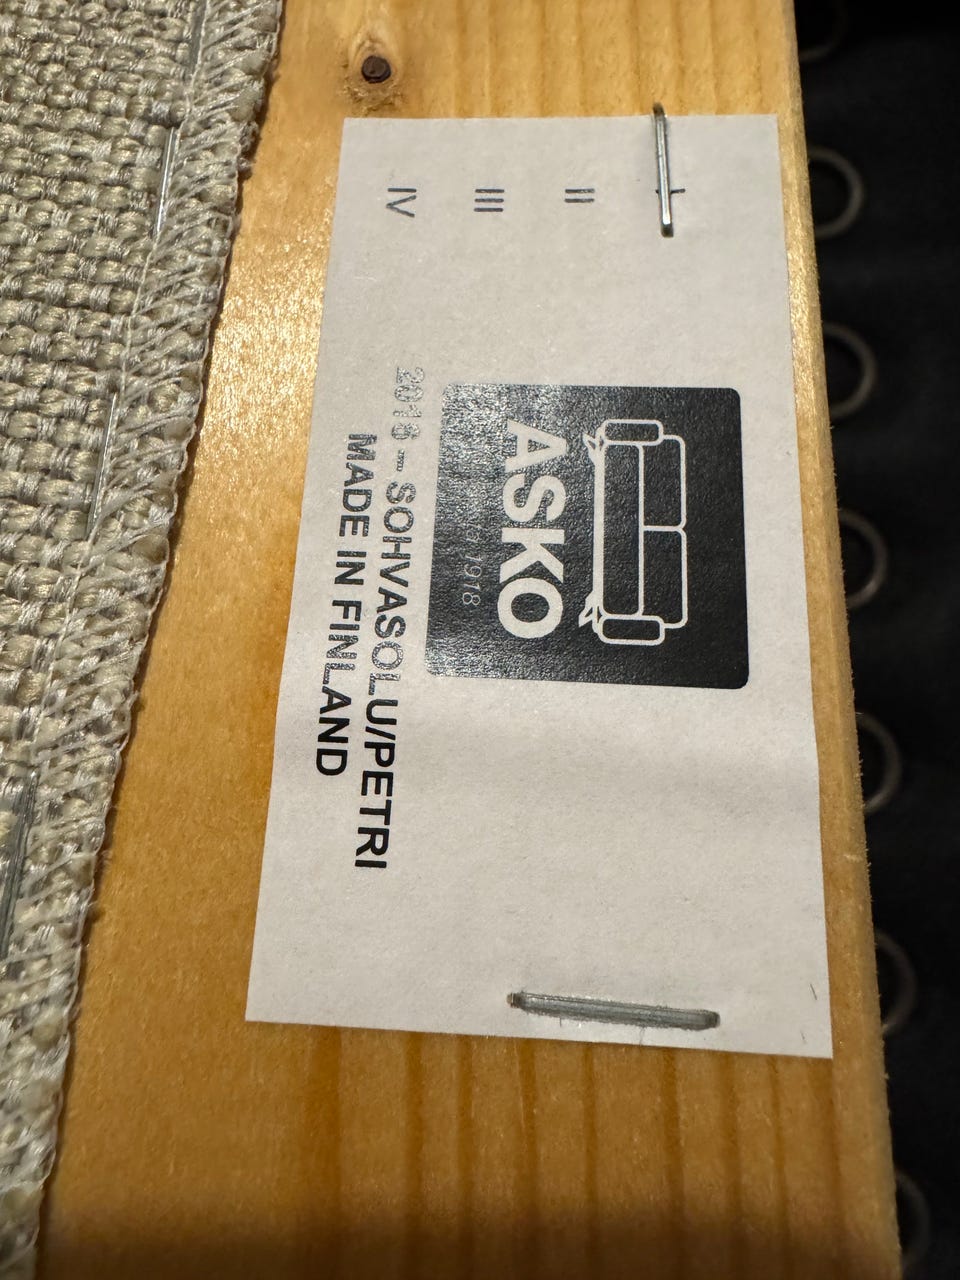 I
II
III
IV
ASKO
1918
2018 – SOHVASOLU/PETRI
MADE IN FINLAND